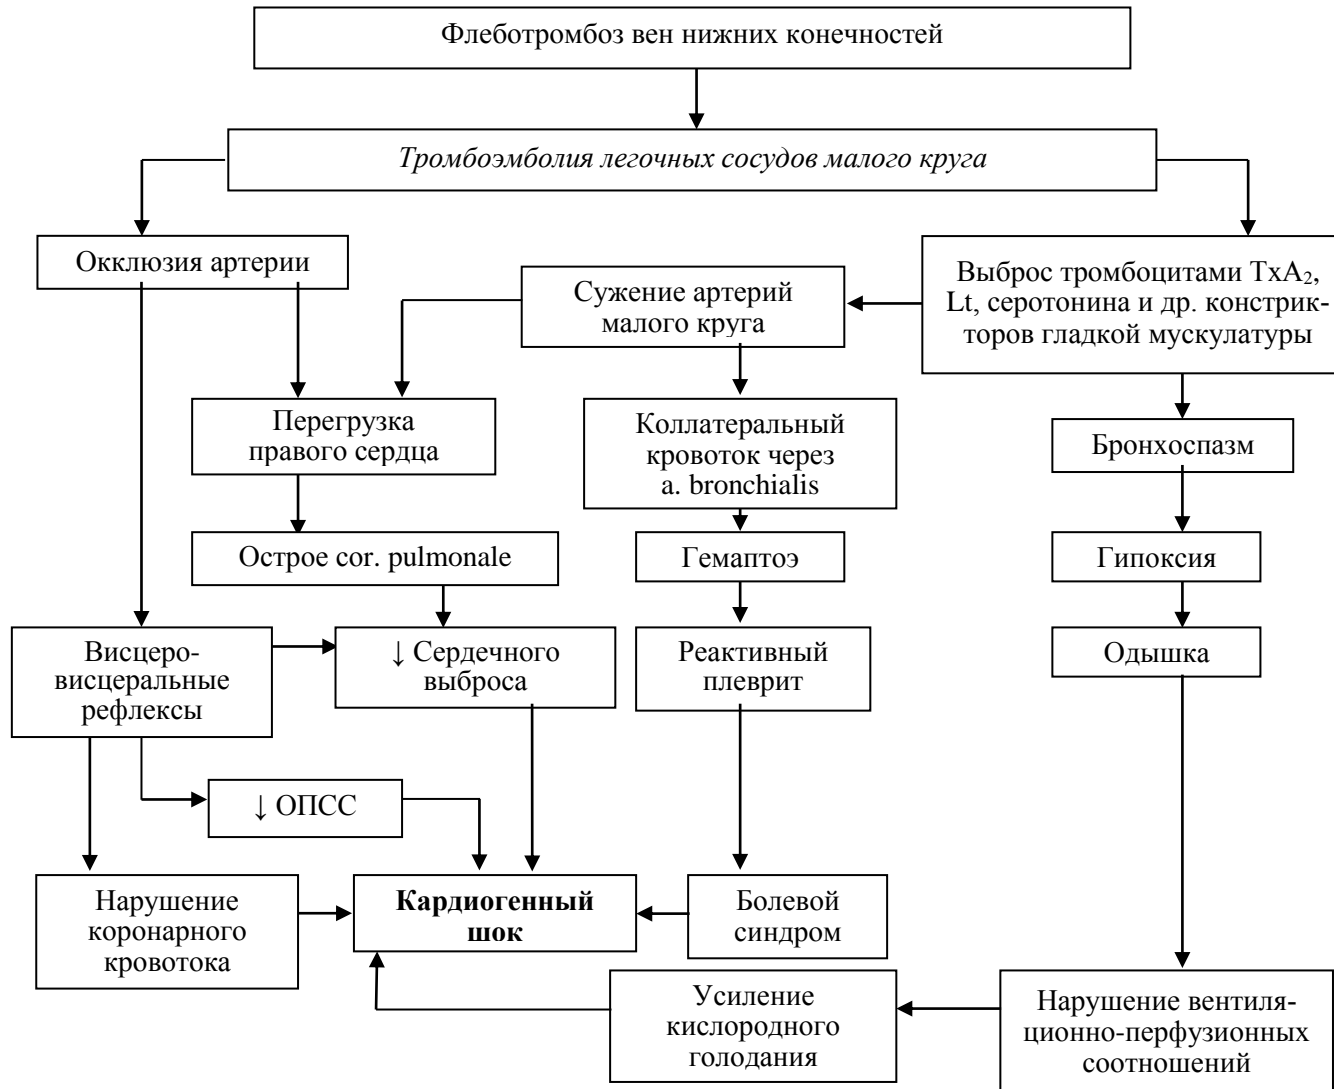 Флеботромбоз вен нижних конечностей
Тромбоэмболия легочных сосудов малого круга
Окклюзия артерии
Сужение артерий
малого круга
Выброс тромбоцитами TxA₂,
Lt, серотонина и др. констрик-
торов гладкой мускулатуры
Перегрузка
правого сердца
Коллатеральный
кровоток через
a. bronchialis
Бронхоспазм
Острое cor. pulmonale
Гемаптоэ
Гипоксия
Висцеро-
висцеральные
рефлексы
↓ Сердечного
выброса
Реактивный
плеврит
Одышка
↓ ОПСС
Нарушение
коронарного
кровотока
Кардиогенный
шок
Болевой
синдром
Усиление
кислородного
голодания
Нарушение вентиля-
ционно-перфузионных
соотношений